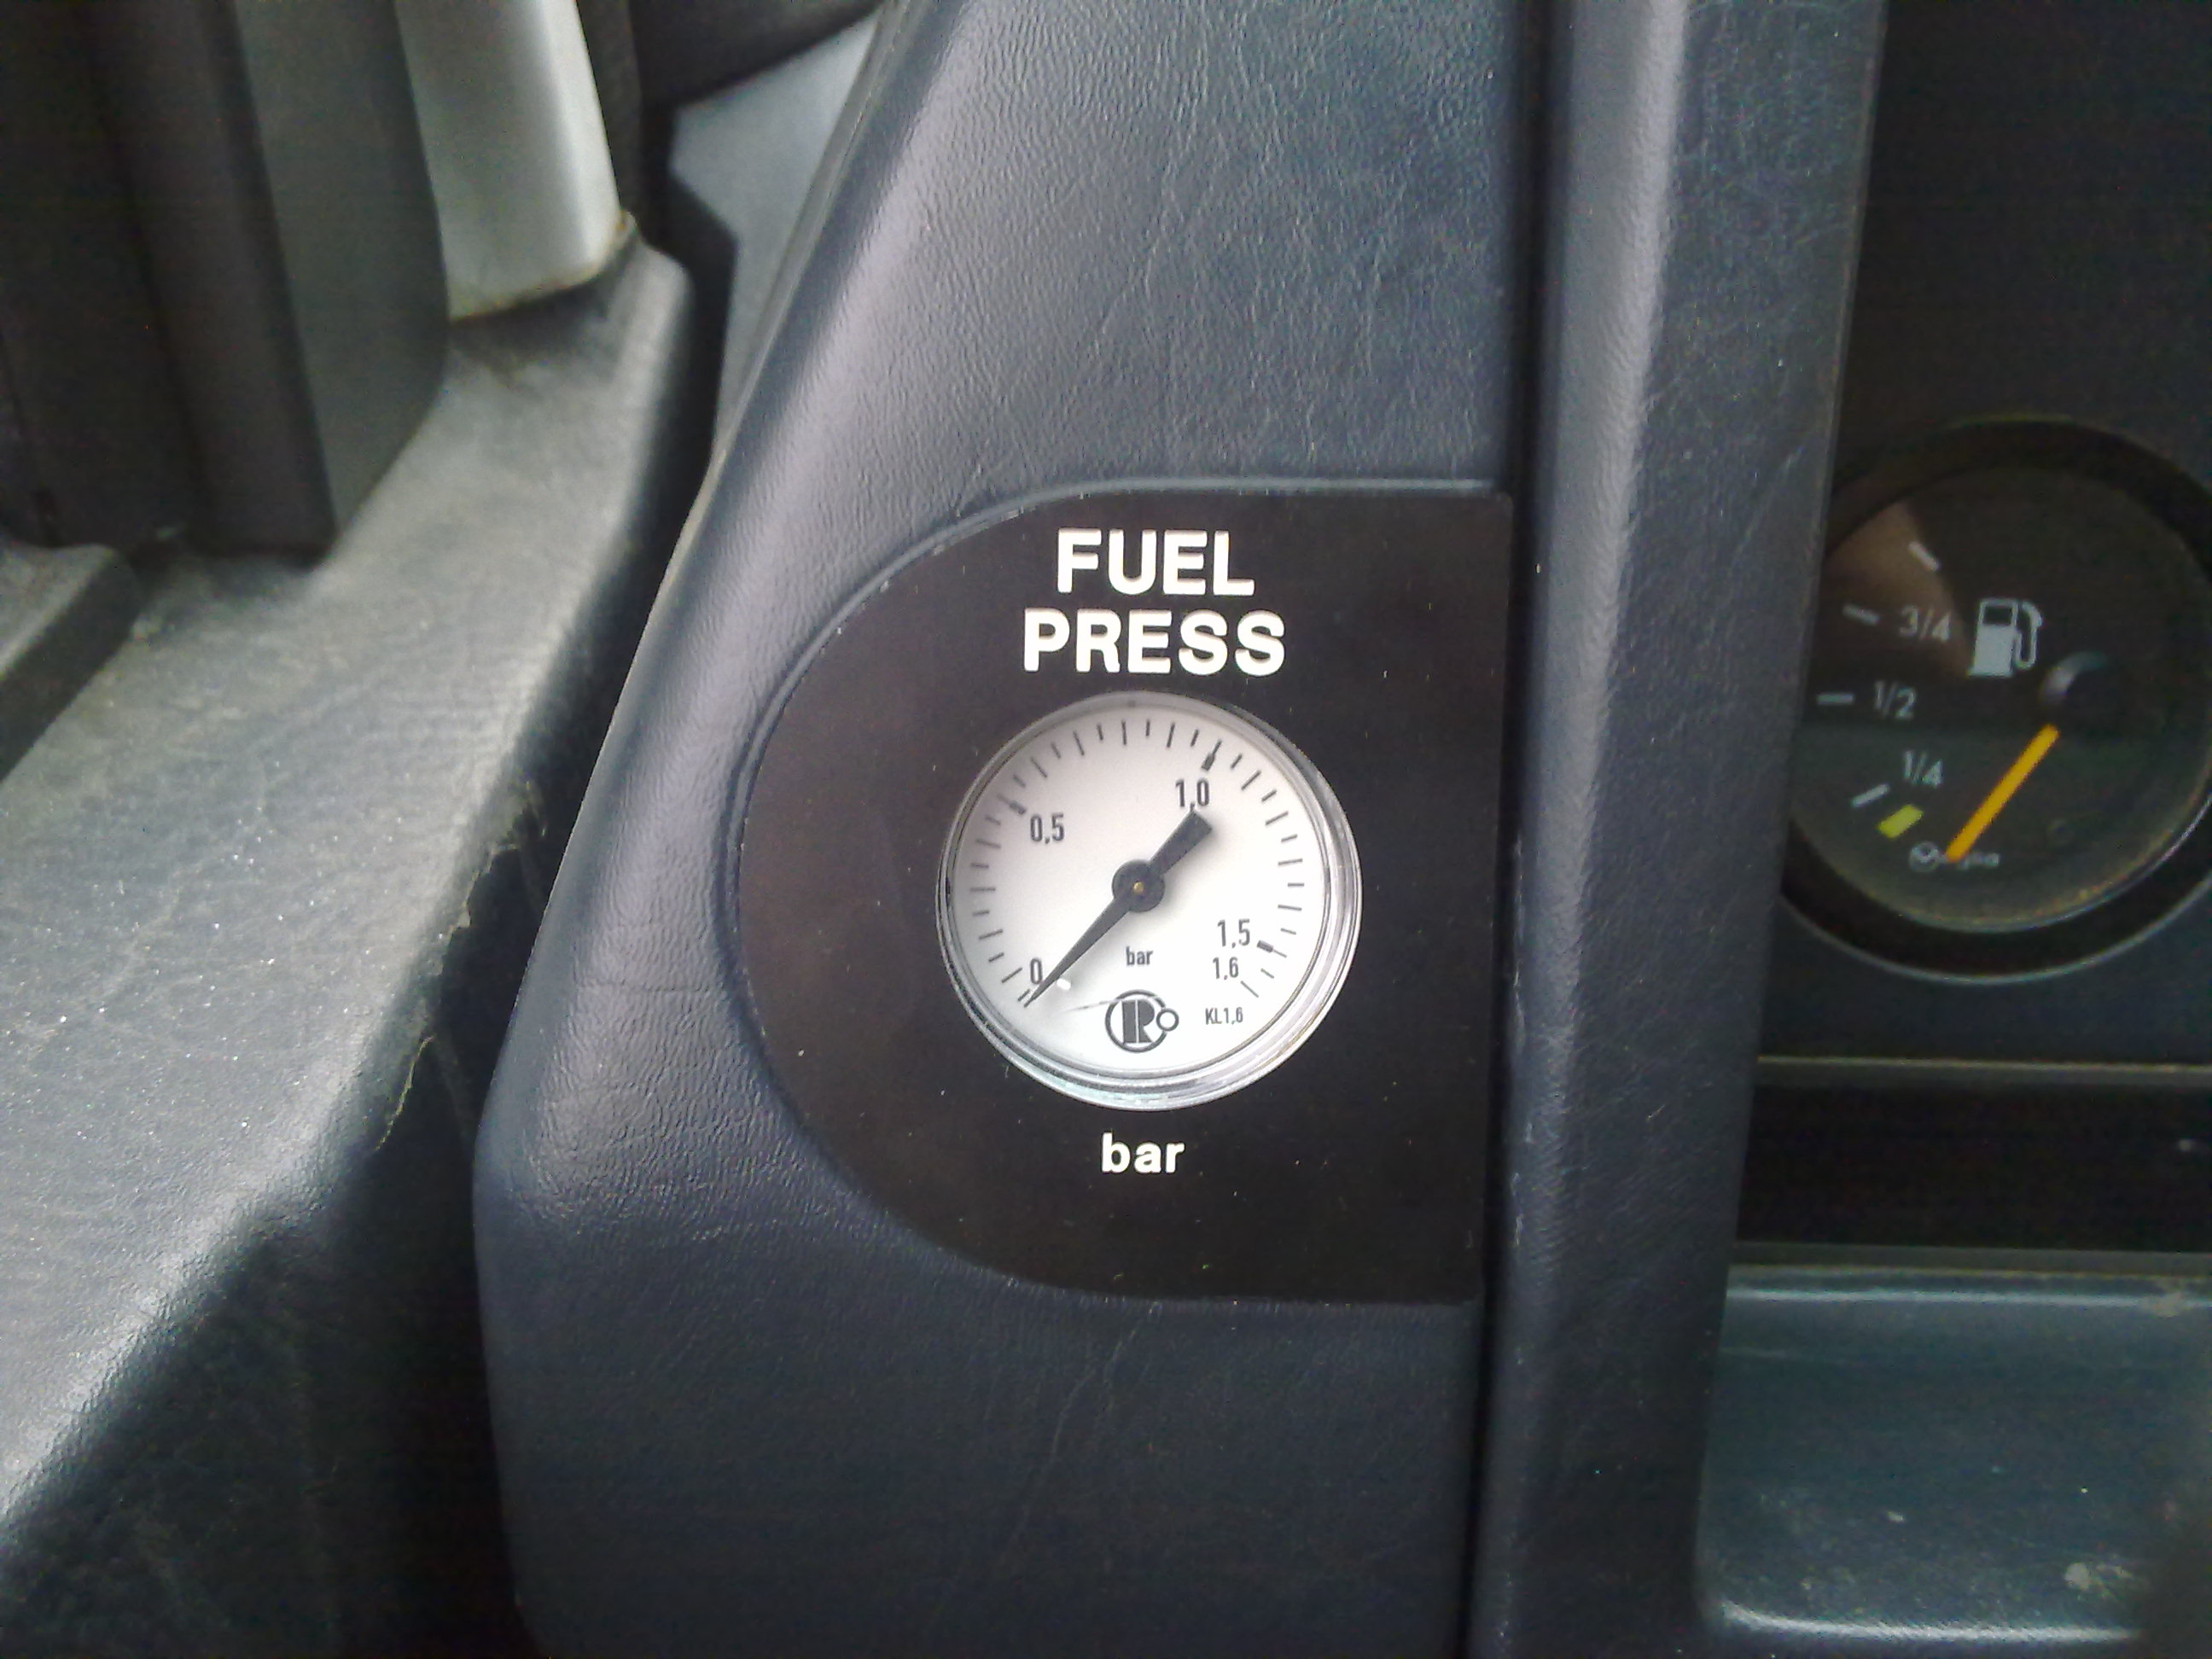 FUEL
PRESS
0,5
1,0
0
1,5
1,6
bar
R
KL1,6
bar
3/4
1/2
1/4